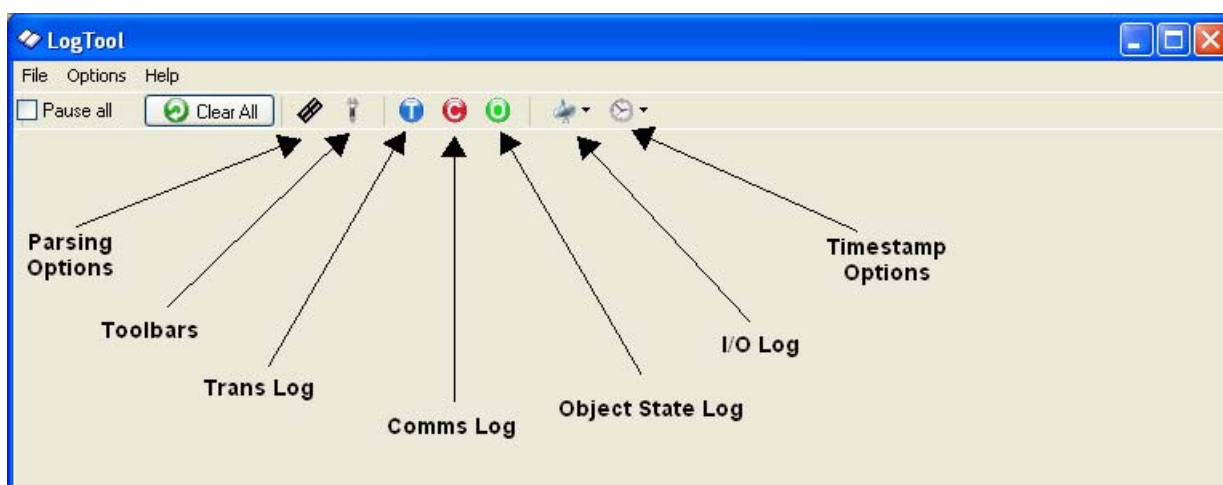 LogTool
File Options Help
Pause all Clear All T C O
Parsing
Options
Toolbars
Trans Log
Comms Log
Object State Log
I/O Log
Timestamp
Options